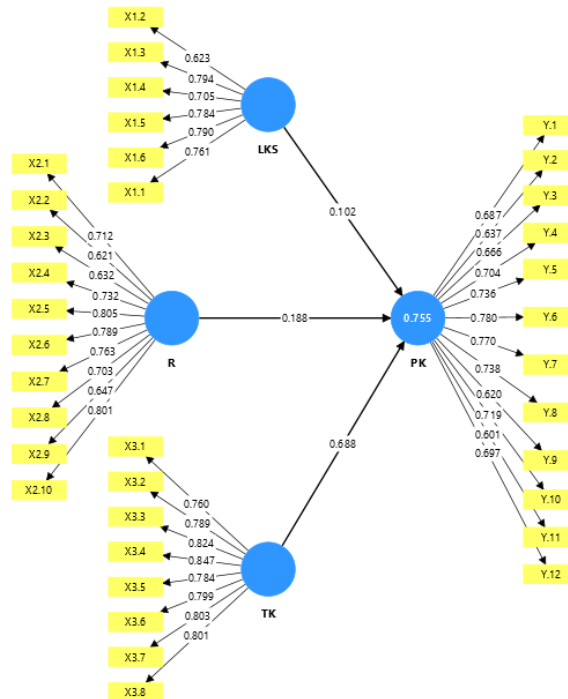 X1.2
X1.3
X1.4
X1.5
X1.6
X1.1
0.623
0.794
0.705
0.784
0.790
0.761
LKS
0.102
X2.1
X2.2
X2.3
X2.4
X2.5
X2.6
X2.7
X2.8
X2.9
X2.10
0.712
0.621
0.632
0.732
0.805
0.789
0.763
0.703
0.647
0.801
R
0.188
X3.1
X3.2
X3.3
X3.4
X3.5
X3.6
X3.7
X3.8
0.760
0.789
0.824
0.847
0.784
0.799
0.803
0.801
TK
0.688
0.755
PK
0.687
0.637
0.666
0.704
0.736
0.780
0.770
0.738
0.620
0.719
0.601
0.697
Y.1
Y.2
Y.3
Y.4
Y.5
Y.6
Y.7
Y.8
Y.9
Y.10
Y.11
Y.12